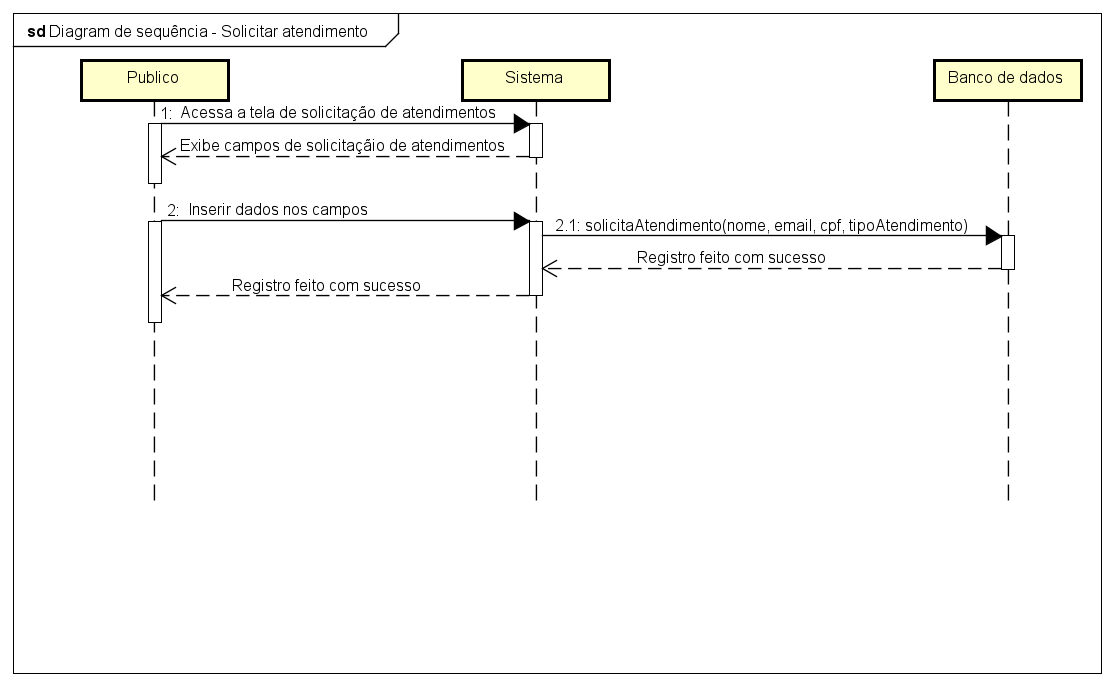 sd Diagram de sequência - Solicitar atendimento
Publico
Sistema
Banco de dados
1: Acessa a tela de solicitação de atendimentos
Exibe campos de solicitaçãio de atendimentos
2: Inserir dados nos campos
2.1: solicitaAtendimento(nome, email, cpf, tipoAtendimento)
Registro feito com sucesso
Registro feito com sucesso